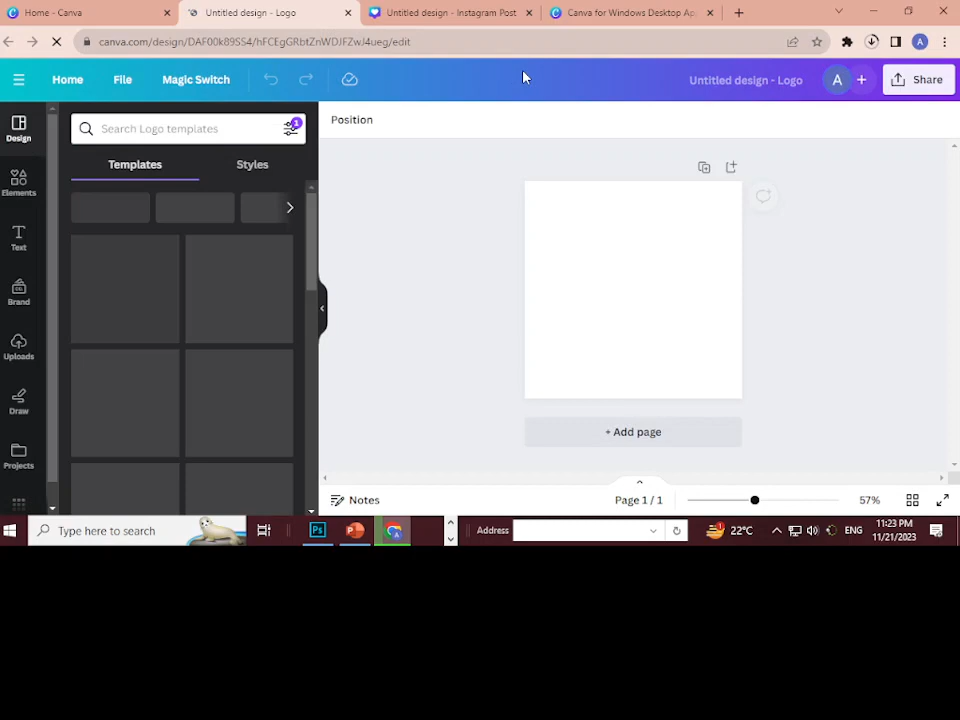 Home - Canva
Untitled design - Logo
Untitled design - Instagram Post
Canva for Windows Desktop Ap
canva.com/design/DAF00k89SS4/hFCEgGRbtZnWDJFZwJ4ueg/edit
A
Home
File
Magic Switch
Untitled design - Logo
A
+
Share
Design
Elements
Text
Brand
Uploads
Draw
Projects
Search Logo templates
1
Templates
Styles
Position
+ Add page
Notes
Page 1 / 1
57%
Type here to search
Ps
Address
1
22°C
ENG
11:23 PM
11/21/2023